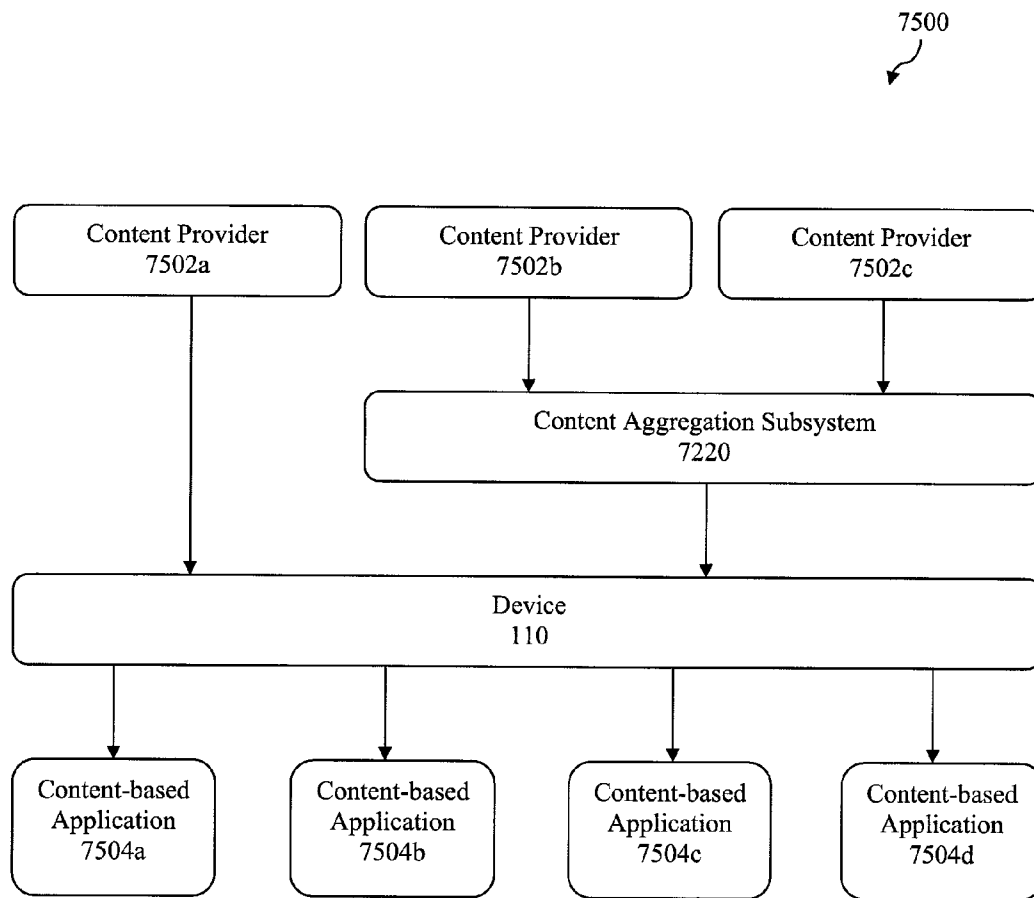 7500
Content Provider
7502a
Content Provider
7502b
Content Provider
7502c
Content Aggregation Subsystem
7220
Device
110
Content-based
Application
7504a
Content-based
Application
7504b
Content-based
Application
7504c
Content-based
Application
7504d